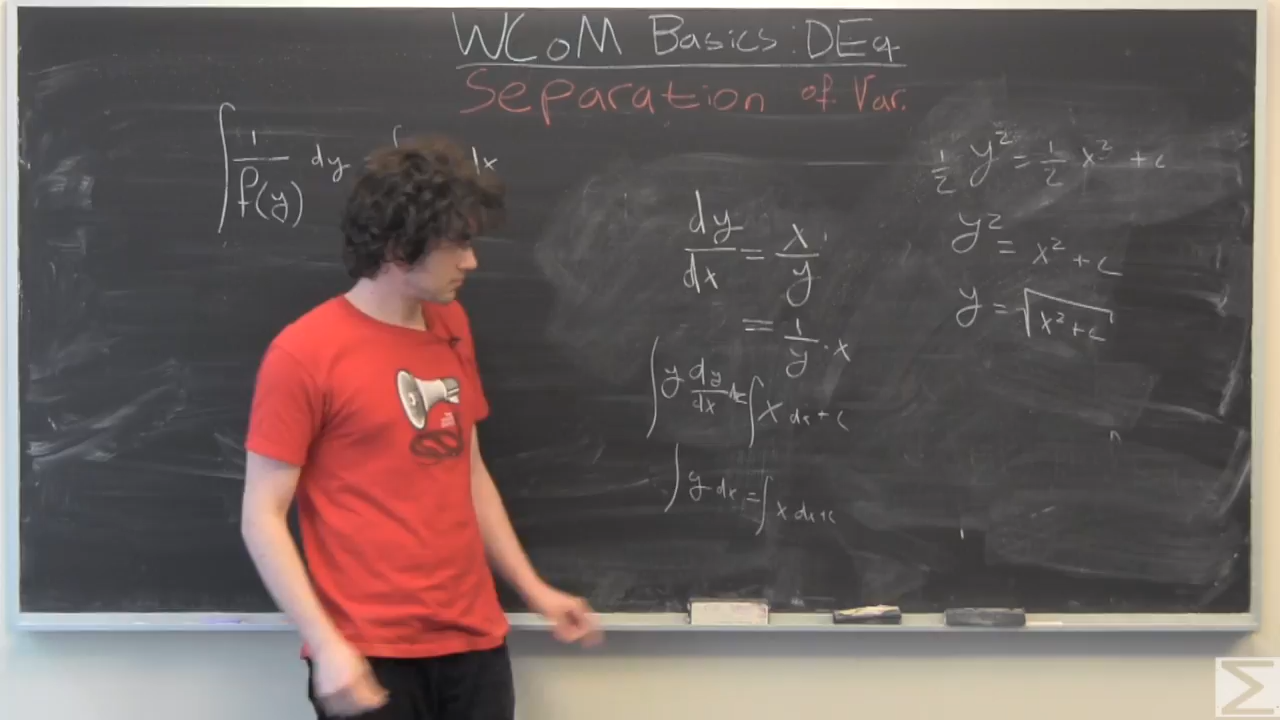 WCoM Basics: DEq
Separation of Var.
∫ 1/f(y) dy = ∫ dx
dy/dx = x/y
= 1/y · x
∫ y dy/dx dx = ∫ x dx + c
∫ y dx = ∫ x dx + c
1/2 y² = 1/2 x² + c
y² = x² + c
y = √(x² + c)
Σ